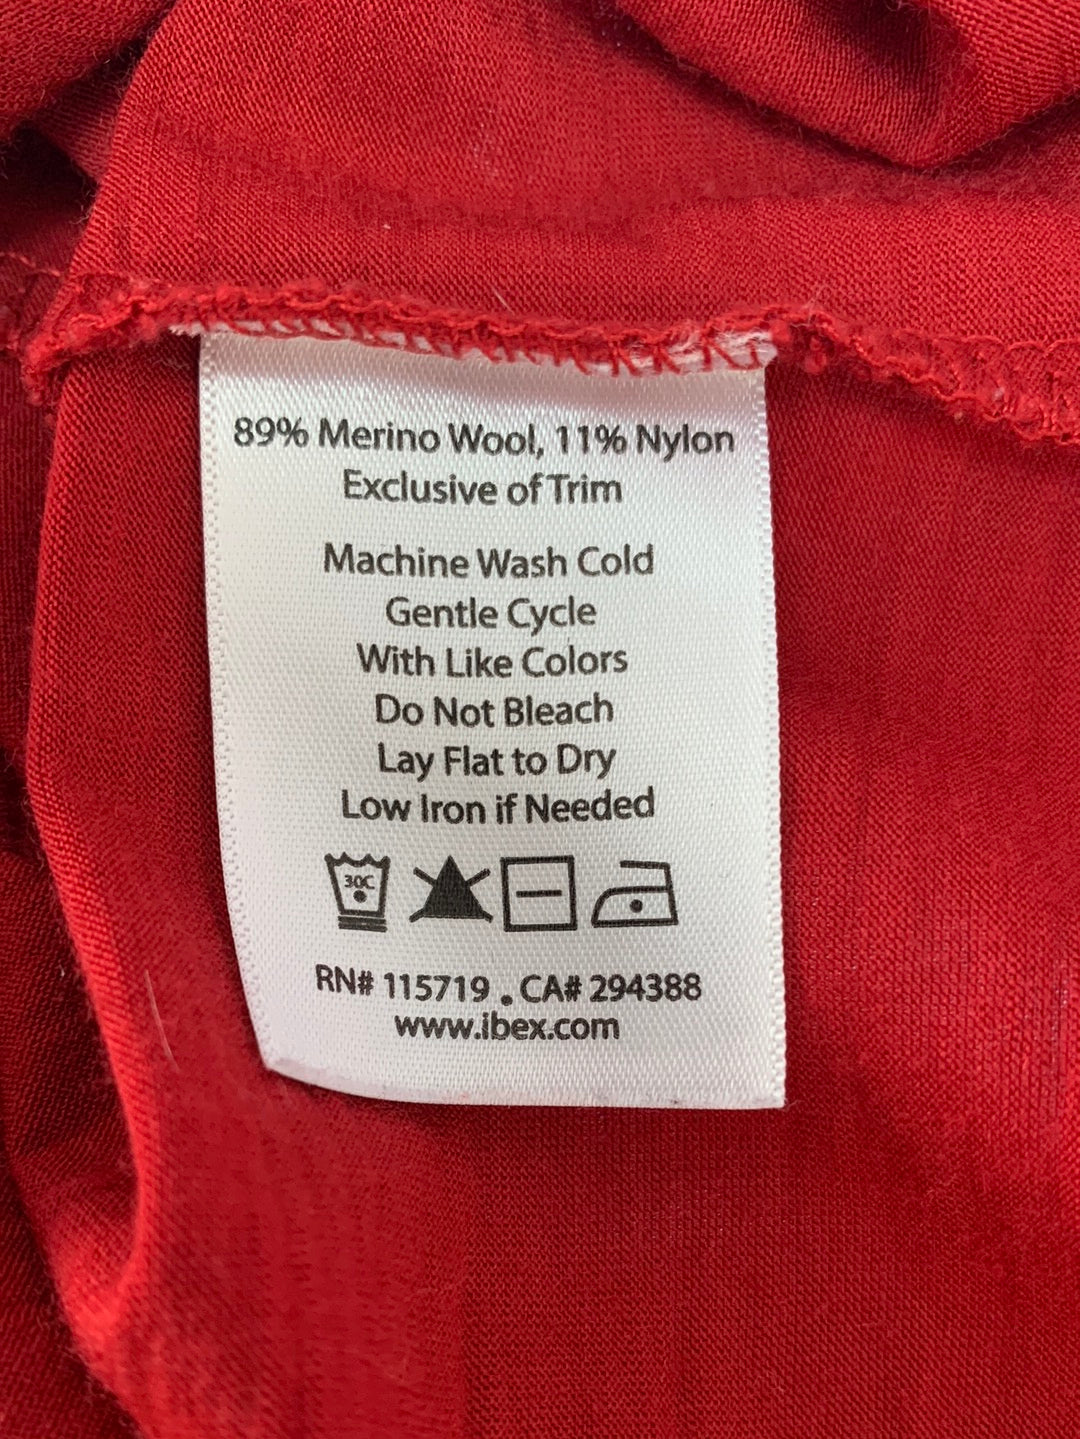 89% Merino Wool, 11% Nylon
Exclusive of Trim
Machine Wash Cold
Gentle Cycle
With Like Colors
Do Not Bleach
Lay Flat to Dry
Low Iron if Needed
30C
RN# 115719 . CA# 294388
www.ibex.com